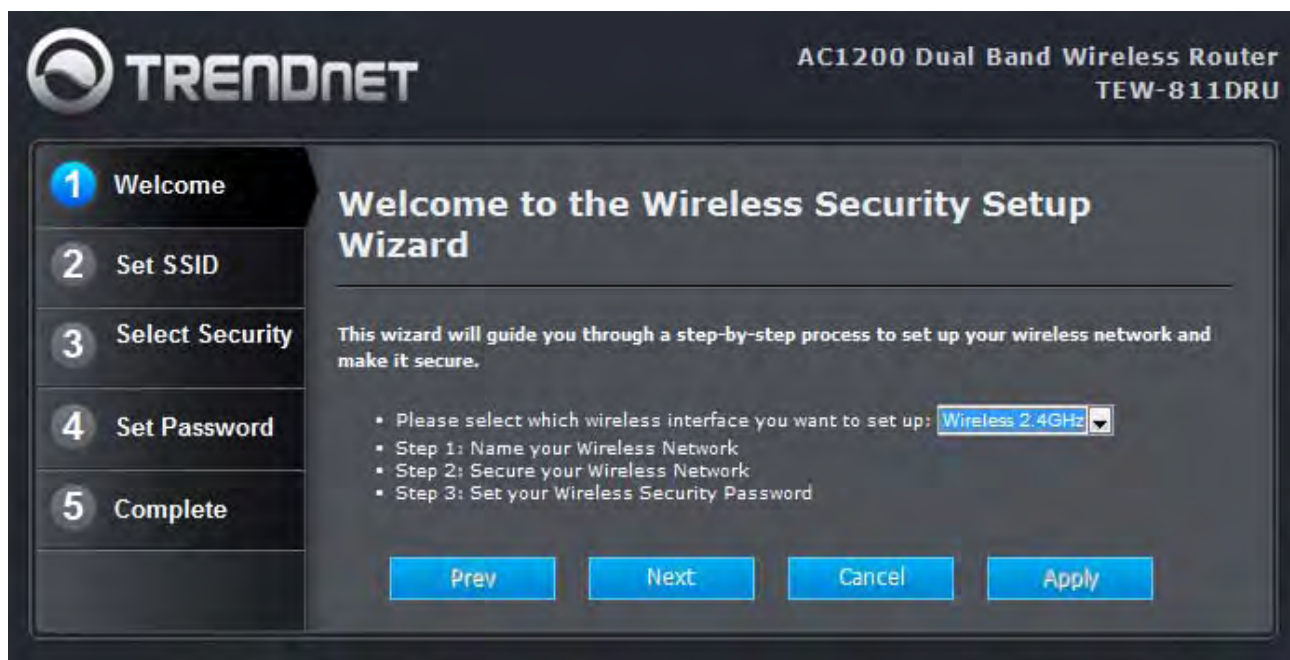 TRENDNET
AC1200 Dual Band Wireless Router
TEW-811DRU
1 Welcome
2 Set SSID
3 Select Security
4 Set Password
5 Complete
Welcome to the Wireless Security Setup
Wizard
This wizard will guide you through a step-by-step process to set up your wireless network and
make it secure.
• Please select which wireless interface you want to set up: Wireless 2.4GHz
• Step 1: Name your Wireless Network
• Step 2: Secure your Wireless Network
• Step 3: Set your Wireless Security Password
Prev Next Cancel Apply